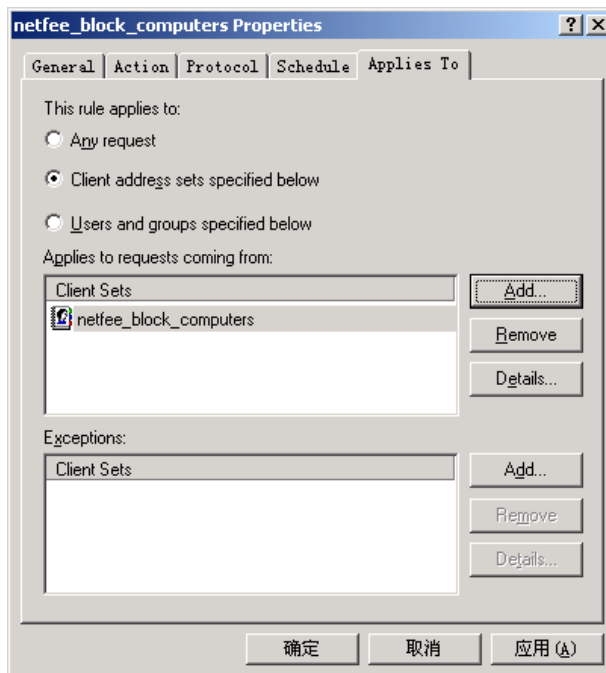 netfee_block_computers Properties
General Action Protocol Schedule Applies To
This rule applies to:
Any request
Client address sets specified below
Users and groups specified below
Applies to requests coming from:
Client Sets
Add...
netfee_block_computers
Remove
Details...
Exceptions:
Client Sets
Add...
Remove
Details...
确定 取消 应用(A)